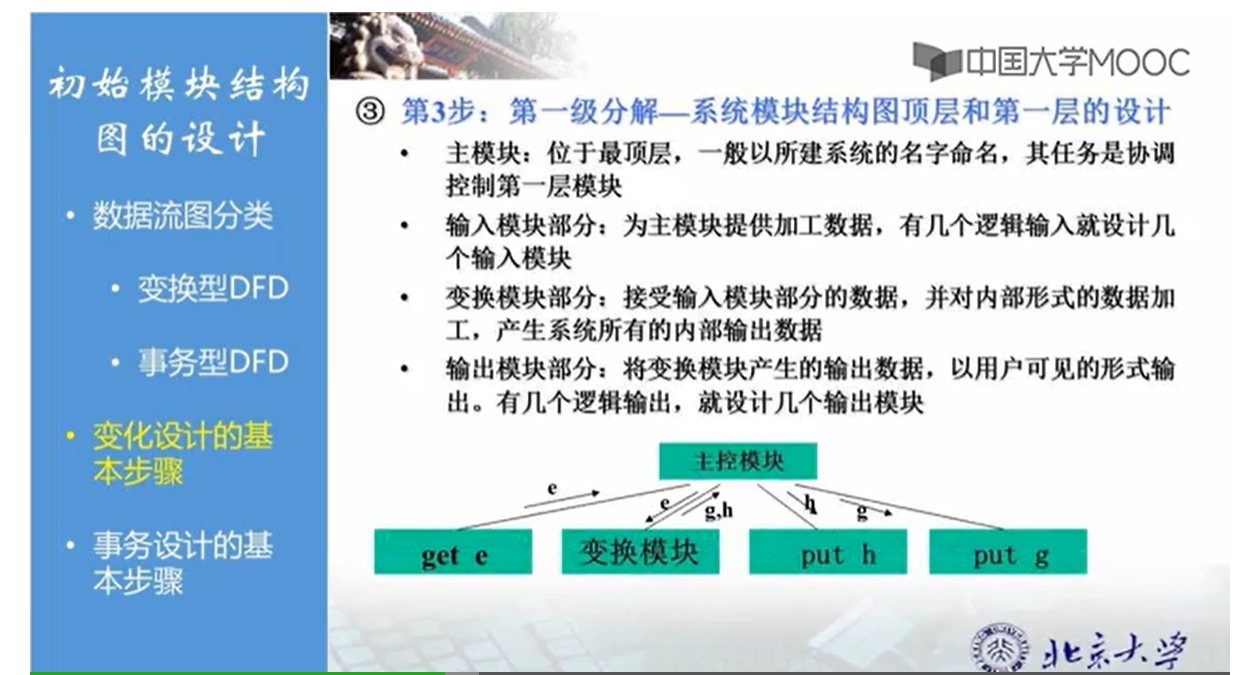 初始模块结构
图的设计
• 数据流图分类
• 变换型DFD
• 事务型DFD
• 变化设计的基
本步骤
• 事务设计的基
本步骤
中国大学MOOC
③ 第3步：第一级分解—系统模块结构图顶层和第一层的设计
• 主模块：位于最顶层，一般以所建系统的名字命名，其任务是协调
控制第一层模块
• 输入模块部分：为主模块提供加工数据，有几个逻辑输入就设计几
个输入模块
• 变换模块部分：接受输入模块部分的数据，并对内部形式的数据加
工，产生系统所有的内部输出数据
• 输出模块部分：将变换模块产生的输出数据，以用户可见的形式输
出。有几个逻辑输出，就设计几个输出模块
主控模块
e
e
g,h
h
g
get e
变换模块
put h
put g
北京大学